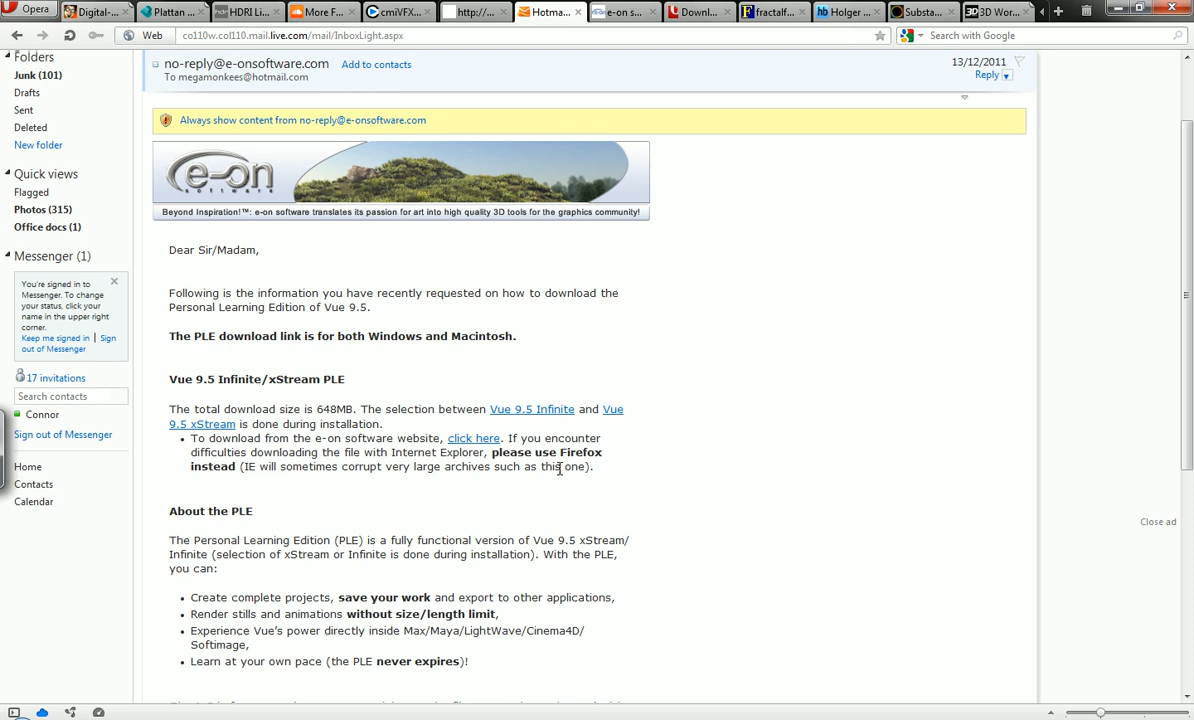 Opera
Digital-...
Plattan ...
HDRI Li...
More F...
cmiVFX...
http://...
Hotma...
e-on s...
Downl...
fractalf...
Holger ...
Substa...
3D Wor...
Web
co110w.col110.mail.live.com/mail/InboxLight.aspx
Search with Google
Folders
Junk (101)
Drafts
Sent
Deleted
New folder
Quick views
Flagged
Photos (315)
Office docs (1)
Messenger (1)
You're signed in to
Messenger. To change
your status, click your
name in the upper right
corner.
Keep me signed in | Sign
out of Messenger
17 invitations
Search contacts
Connor
Sign out of Messenger
Home
Contacts
Calendar
no-reply@e-onsoftware.com Add to contacts
To megamonkees@hotmail.com
13/12/2011
Reply
Always show content from no-reply@e-onsoftware.com
e-on
software
Beyond Inspiration!™: e-on software translates its passion for art into high quality 3D tools for the graphics community!
Dear Sir/Madam,
Following is the information you have recently requested on how to download the
Personal Learning Edition of Vue 9.5.
The PLE download link is for both Windows and Macintosh.
Vue 9.5 Infinite/xStream PLE
The total download size is 648MB. The selection between Vue 9.5 Infinite and Vue
9.5 xStream is done during installation.
• To download from the e-on software website, click here. If you encounter
difficulties downloading the file with Internet Explorer, please use Firefox
instead (IE will sometimes corrupt very large archives such as this one).
About the PLE
The Personal Learning Edition (PLE) is a fully functional version of Vue 9.5 xStream/
Infinite (selection of xStream or Infinite is done during installation). With the PLE,
you can:
• Create complete projects, save your work and export to other applications,
• Render stills and animations without size/length limit,
• Experience Vue's power directly inside Max/Maya/LightWave/Cinema4D/
Softimage,
• Learn at your own pace (the PLE never expires)!
Close ad